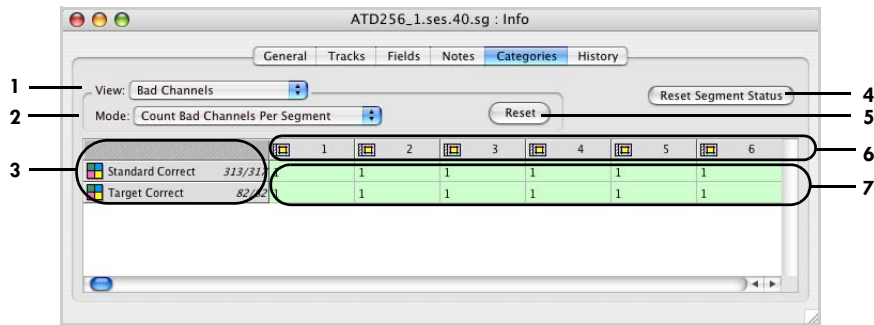 ATD256_1.ses.40.sg : Info
General Tracks Fields Notes Categories History
1 View: Bad Channels Reset Segment Status 4
2 Mode: Count Bad Channels Per Segment Reset 5
1 2 3 4 5 6 6
3 Standard Correct 313/317 1 1 1 1 1 1 7
Target Correct 82/82 1 1 1 1 1 1